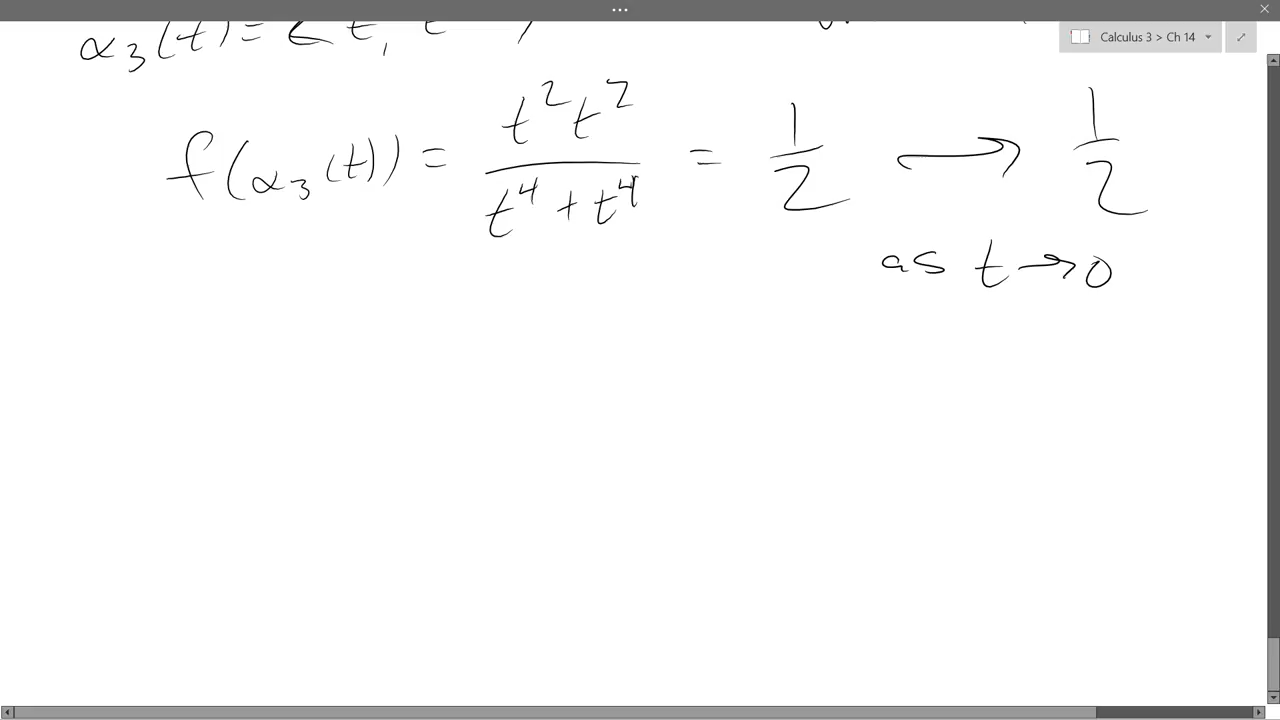 α₃(t) = < t, t
Calculus 3 > Ch 14
f(α₃(t)) = t²t² / (t⁴ + t⁴) = 1/2 ⟶ 1/2
as t → 0